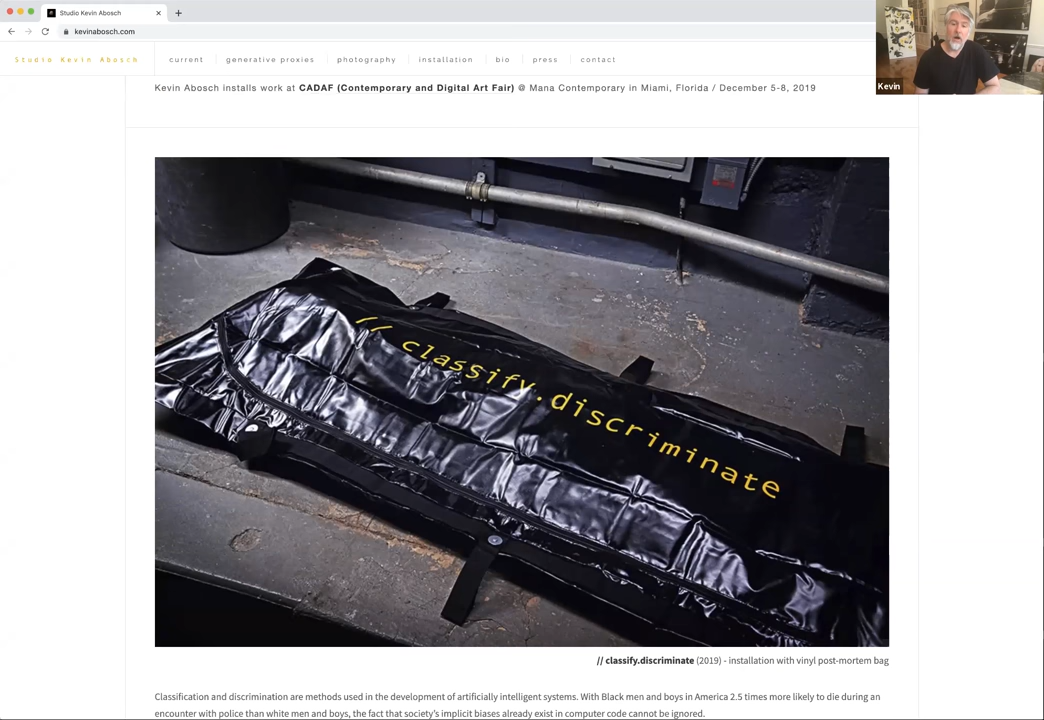 Studio Kevin Abosch
kevinabosch.com
Studio Kevin Abosch
current
generative proxies
photography
installation
bio
press
contact
Kevin
Kevin Abosch installs work at CADAF (Contemporary and Digital Art Fair) @ Mana Contemporary in Miami, Florida / December 5-8, 2019
// classify.discriminate
// classify.discriminate (2019) - installation with vinyl post-mortem bag
Classification and discrimination are methods used in the development of artificially intelligent systems. With Black men and boys in America 2.5 times more likely to die during an
encounter with police than white men and boys, the fact that society's implicit biases already exist in computer code cannot be ignored.